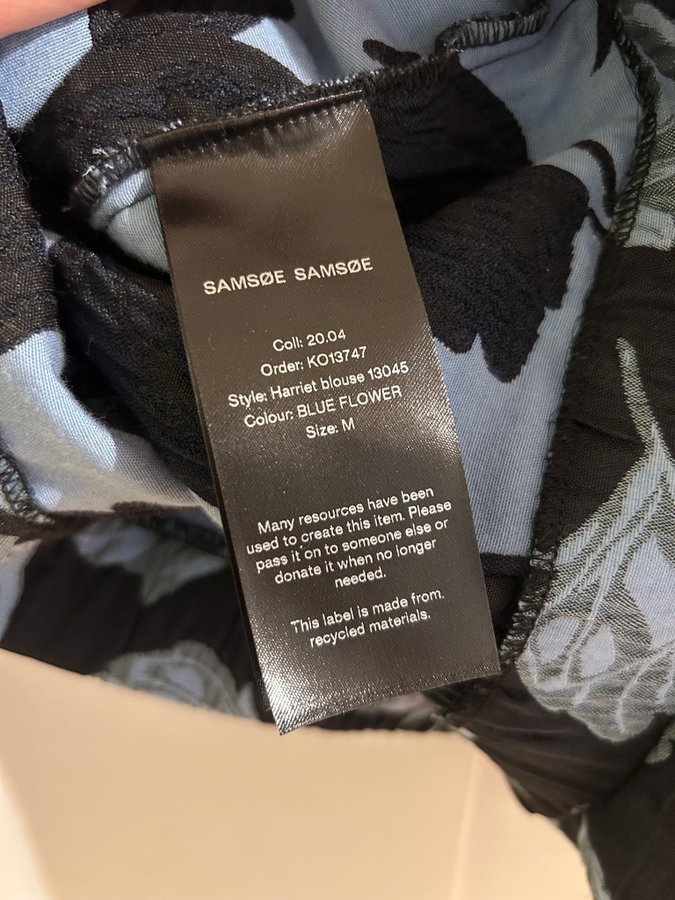 SAMSØE SAMSØE
Coll: 20.04
Order: KO13747
Style: Harriet blouse 13045
Colour: BLUE FLOWER
Size: M
Many resources have been
used to create this item. Please
pass it on to someone else or
donate it when no longer
needed.
This label is made from
recycled materials.